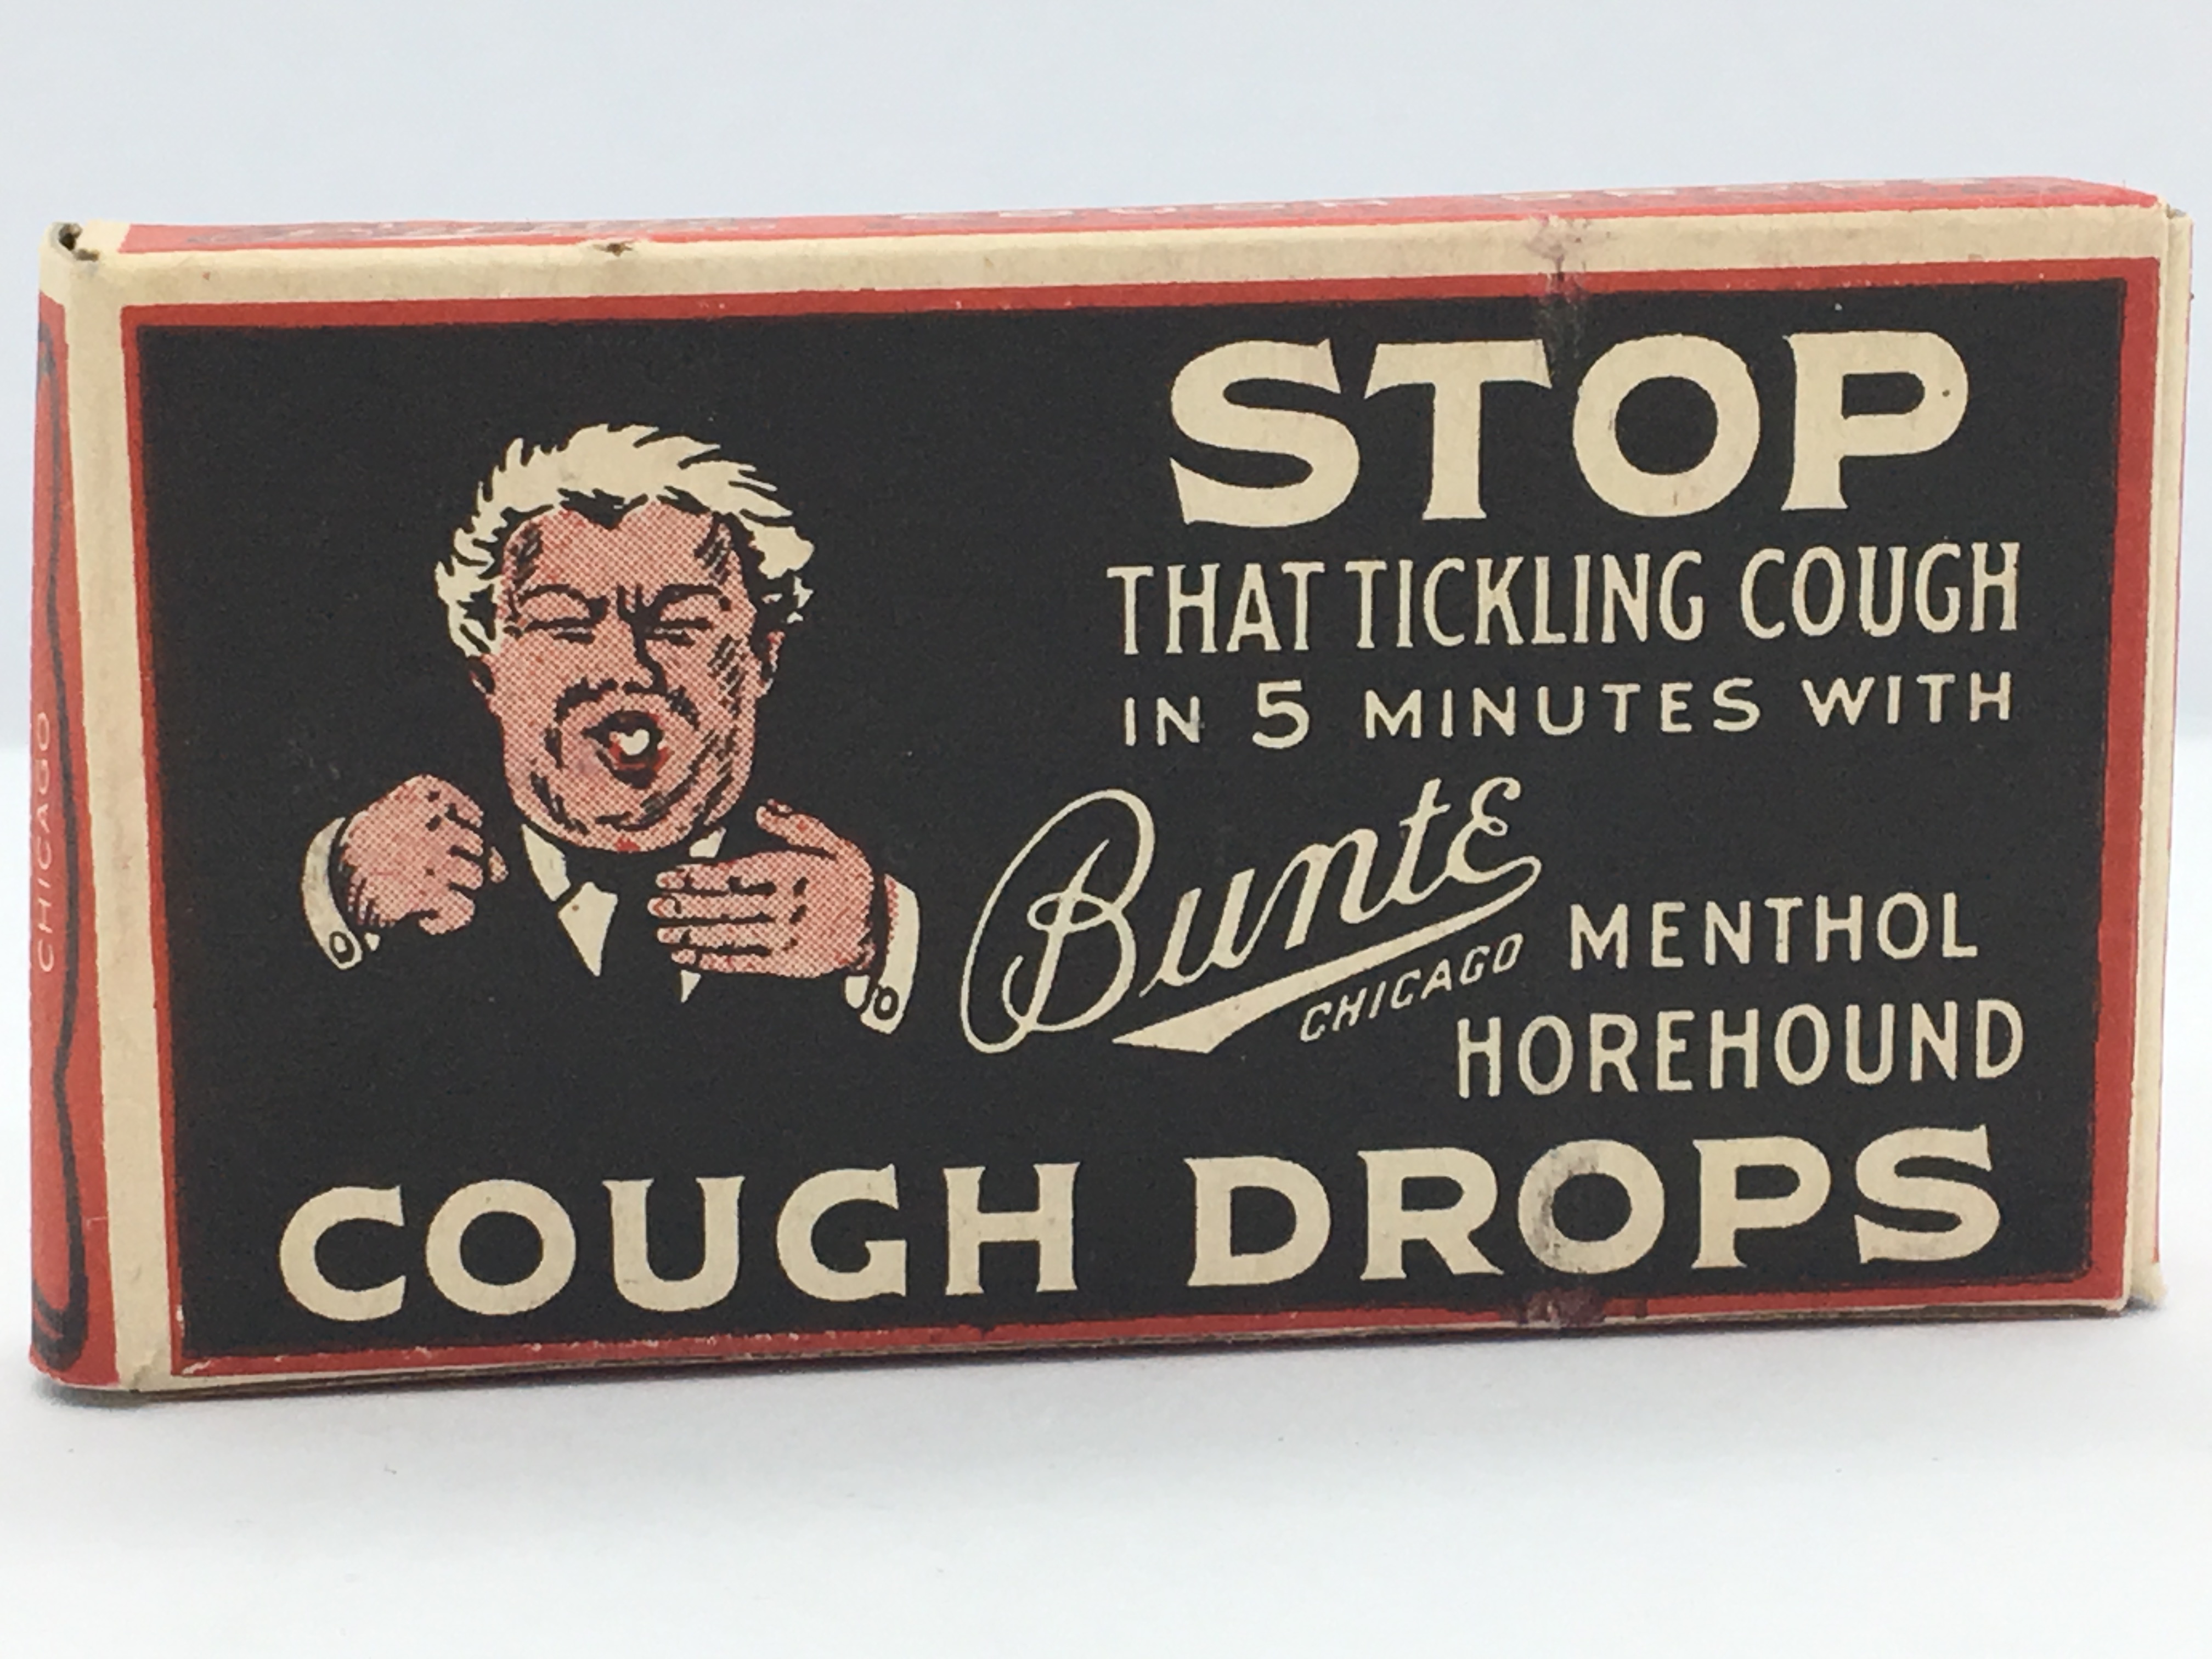 STOP
THAT TICKLING COUGH
IN 5 MINUTES WITH
Bunte
CHICAGO
MENTHOL
HOREHOUND
COUGH DROPS
CHICAGO